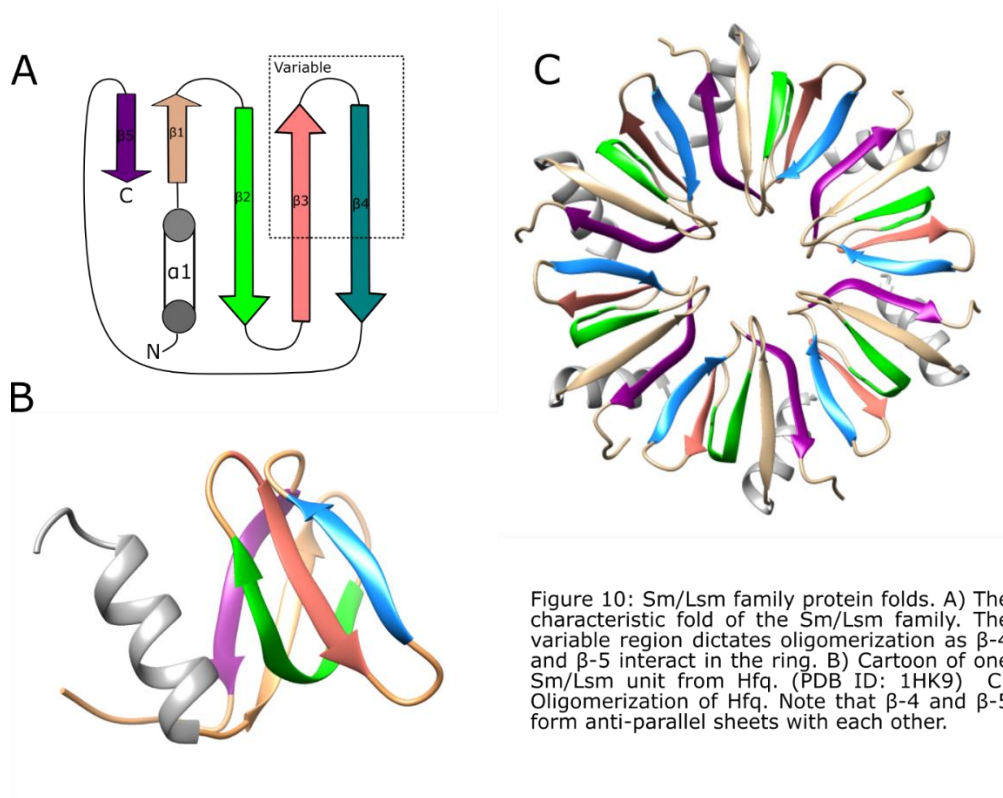 A
Variable
β5
β1
β2
β3
β4
C
α1
N
B
C
Figure 10: Sm/Lsm family protein folds. A) The
characteristic fold of the Sm/Lsm family. The
variable region dictates oligomerization as β-4
and β-5 interact in the ring. B) Cartoon of one
Sm/Lsm unit from Hfq. (PDB ID: 1HK9) C)
Oligomerization of Hfq. Note that β-4 and β-5
form anti-parallel sheets with each other.